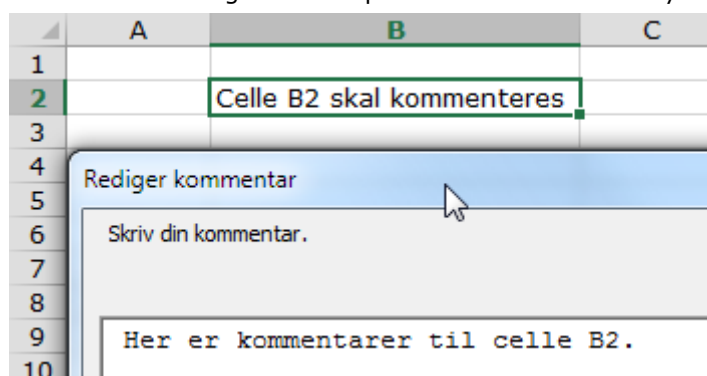 A B C
1
2 Celle B2 skal kommenteres
3
4
5
6
7
8
9
10
Rediger kommentar
Skriv din kommentar.
Her er kommentarer til celle B2.